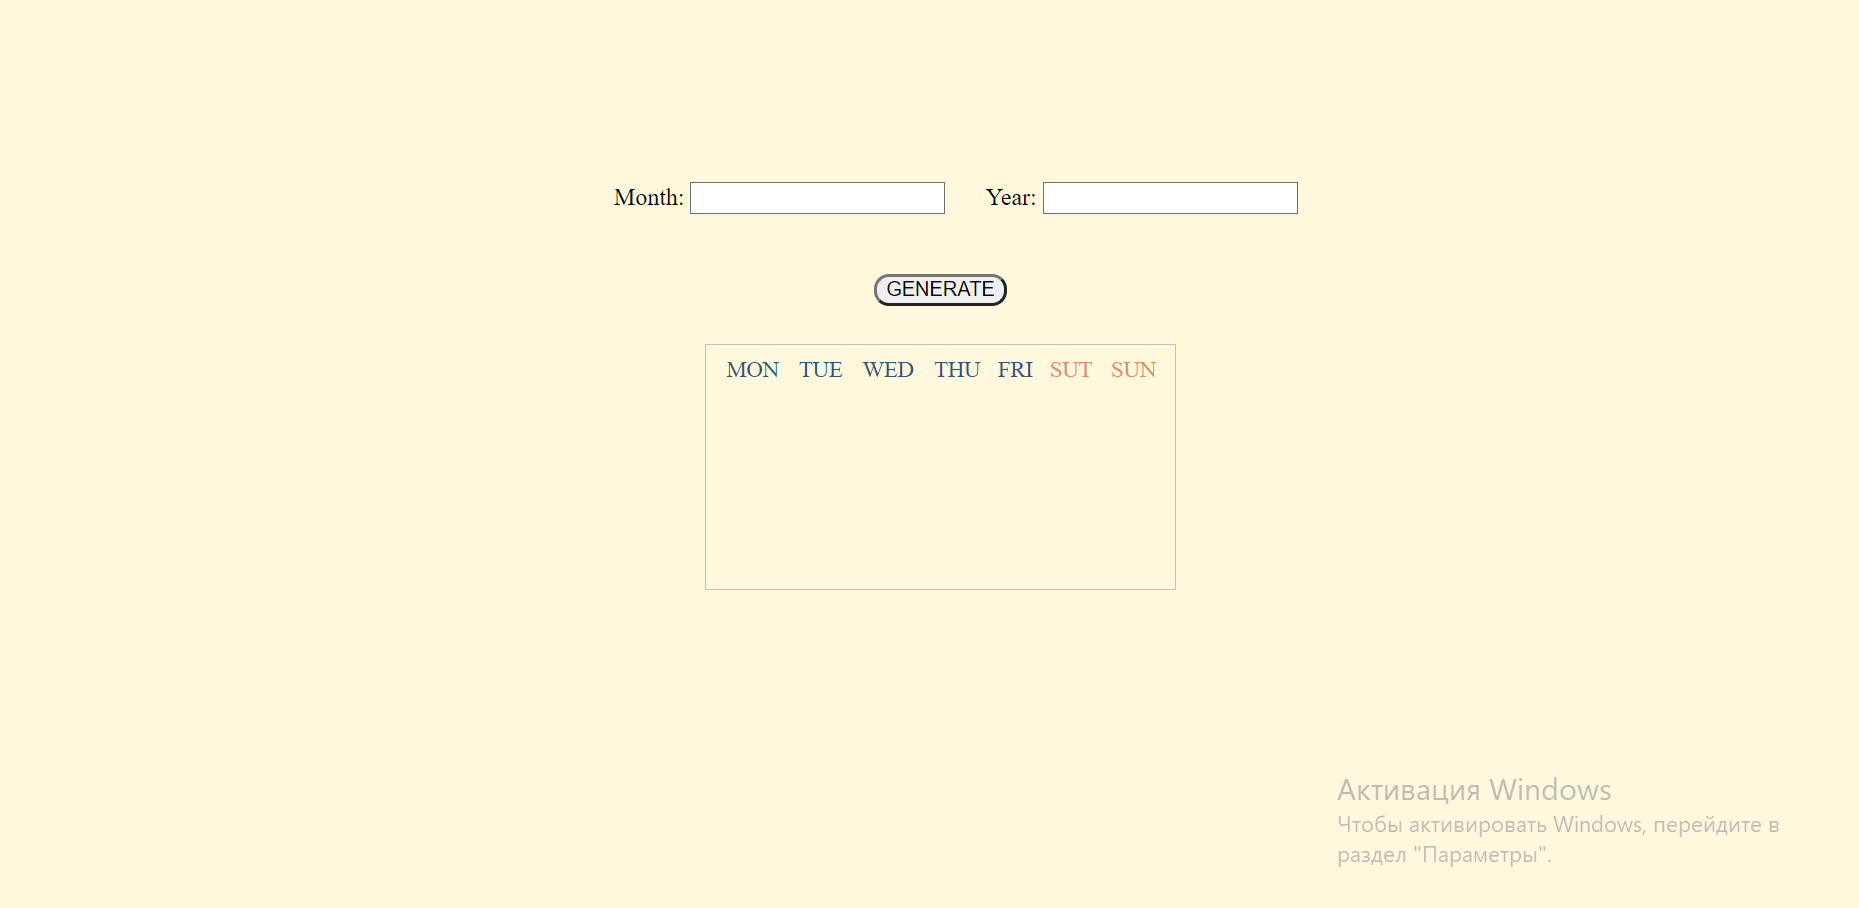 Month: Year:
GENERATE
MON TUE WED THU FRI SUT SUN
Активация Windows
Чтобы активировать Windows, перейдите в
раздел "Параметры".